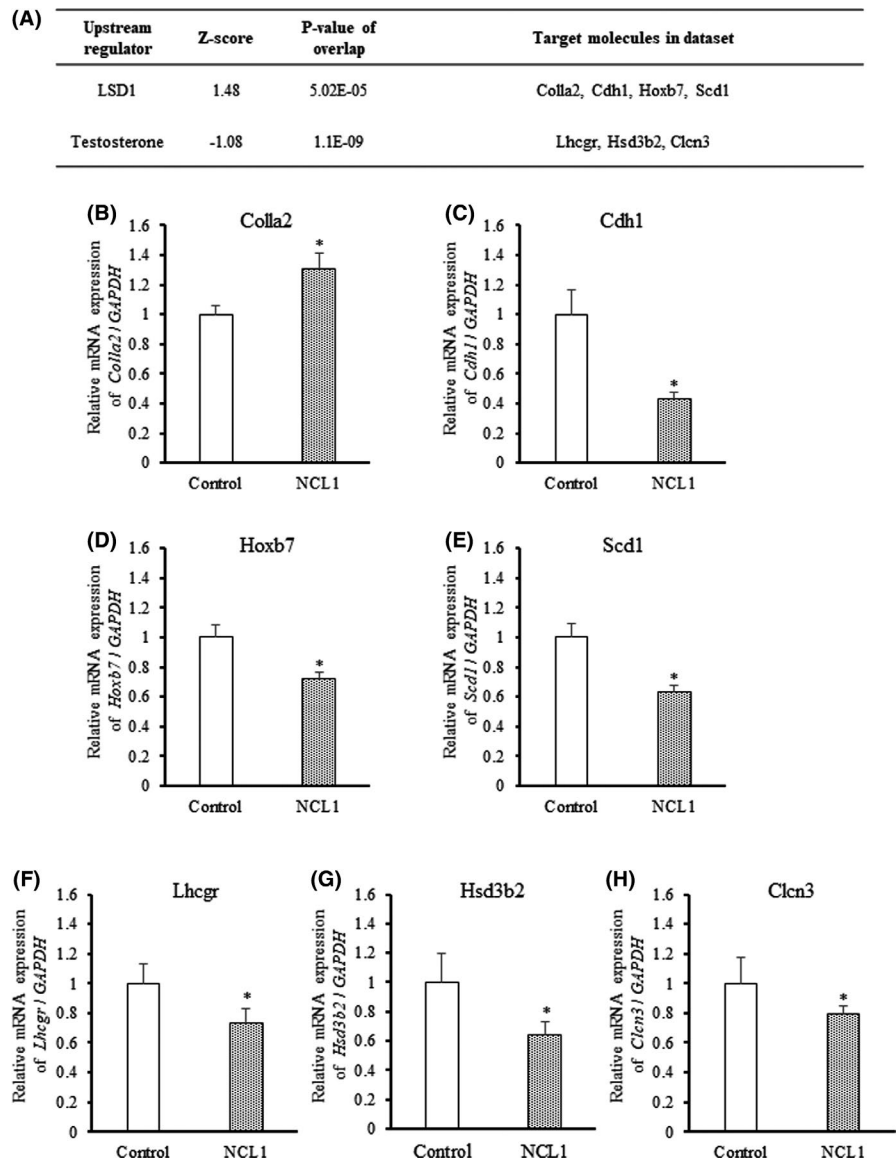 (A)
Upstream regulator Z-score P-value of overlap Target molecules in dataset
LSD1 1.48 5.02E-05 Colla2, Cdh1, Hoxb7, Scd1
Testosterone -1.08 1.1E-09 Lhcgr, Hsd3b2, Clcn3
(B)
Colla2
Relative mRNA expression
of Colla2 / GAPDH
1.6
1.4
1.2
1
0.8
0.6
0.4
0.2
0
*
Control NCL1
(C)
Cdh1
Relative mRNA expression
of Cdh1 / GAPDH
1.6
1.4
1.2
1
0.8
0.6
0.4
0.2
0
*
Control NCL1
(D)
Hoxb7
Relative mRNA expression
of Hoxb7 / GAPDH
1.6
1.4
1.2
1
0.8
0.6
0.4
0.2
0
*
Control NCL1
(E)
Scd1
Relative mRNA expression
of Scd1 / GAPDH
1.6
1.4
1.2
1
0.8
0.6
0.4
0.2
0
*
Control NCL1
(F)
Lhcgr
Relative mRNA expression
of Lhcgr / GAPDH
1.6
1.4
1.2
1
0.8
0.6
0.4
0.2
0
*
Control NCL1
(G)
Hsd3b2
Relative mRNA expression
of Hsd3b2 / GAPDH
1.6
1.4
1.2
1
0.8
0.6
0.4
0.2
0
*
Control NCL1
(H)
Clcn3
Relative mRNA expression
of Clcn3 / GAPDH
1.6
1.4
1.2
1
0.8
0.6
0.4
0.2
0
*
Control NCL1